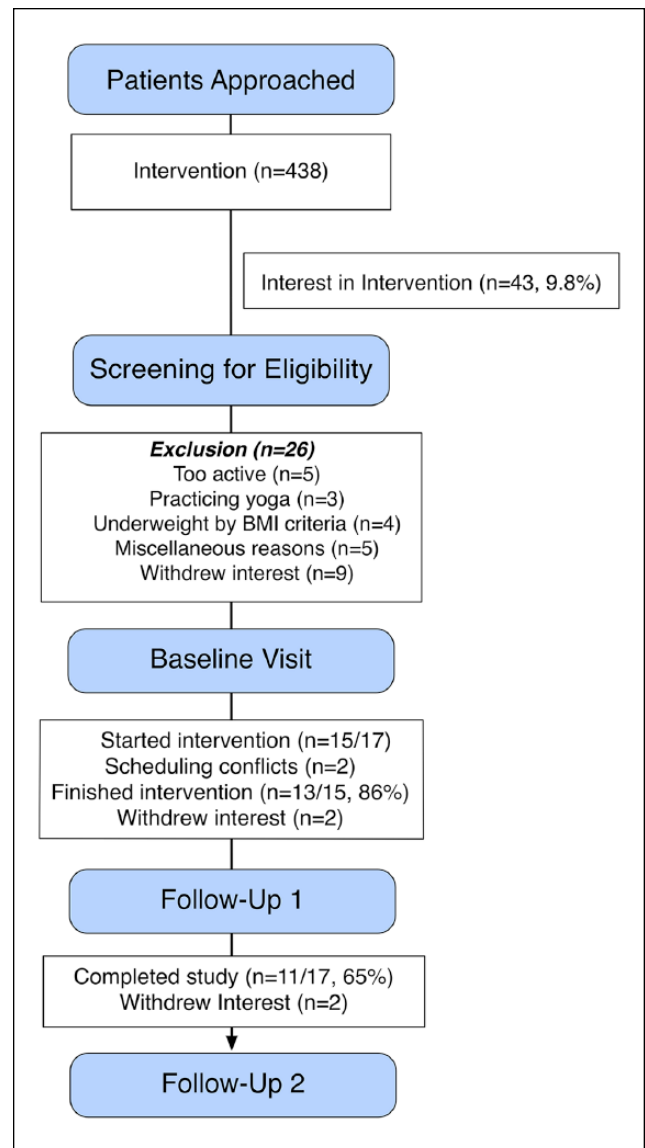 Patients Approached
Intervention (n=438)
Interest in Intervention (n=43, 9.8%)
Screening for Eligibility
Exclusion (n=26)
Too active (n=5)
Practicing yoga (n=3)
Underweight by BMI criteria (n=4)
Miscellaneous reasons (n=5)
Withdrew interest (n=9)
Baseline Visit
Started intervention (n=15/17)
Scheduling conflicts (n=2)
Finished intervention (n=13/15, 86%)
Withdrew interest (n=2)
Follow-Up 1
Completed study (n=11/17, 65%)
Withdrew Interest (n=2)
Follow-Up 2